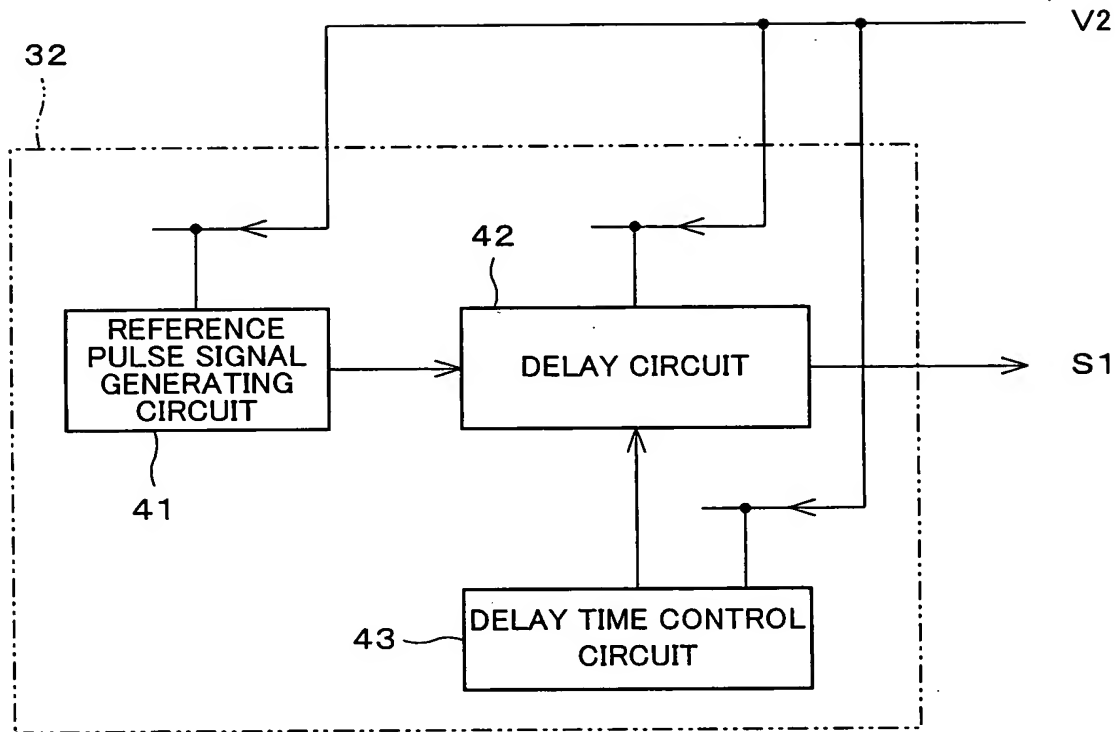 V2
32
42
REFERENCE
PULSE SIGNAL
GENERATING
CIRCUIT
DELAY CIRCUIT
S1
41
43
DELAY TIME CONTROL
CIRCUIT